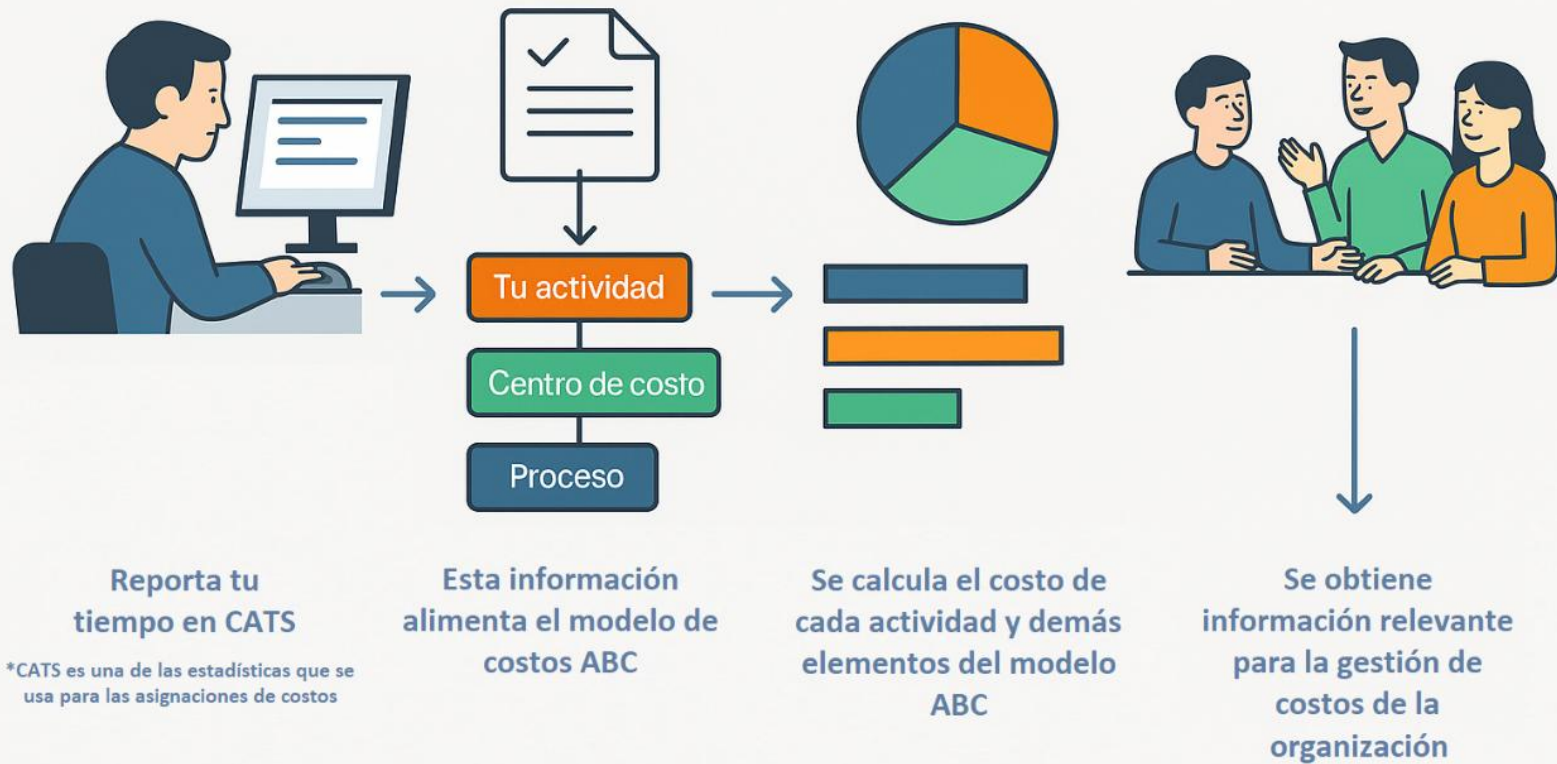 Tu actividad
Centro de costo
Proceso
Reporta tu
tiempo en CATS
*CATS es una de las estadísticas que se
usa para las asignaciones de costos
Esta información
alimenta el modelo de
costos ABC
Se calcula el costo de
cada actividad y demás
elementos del modelo
ABC
Se obtiene
información relevante
para la gestión de
costos de la
organización